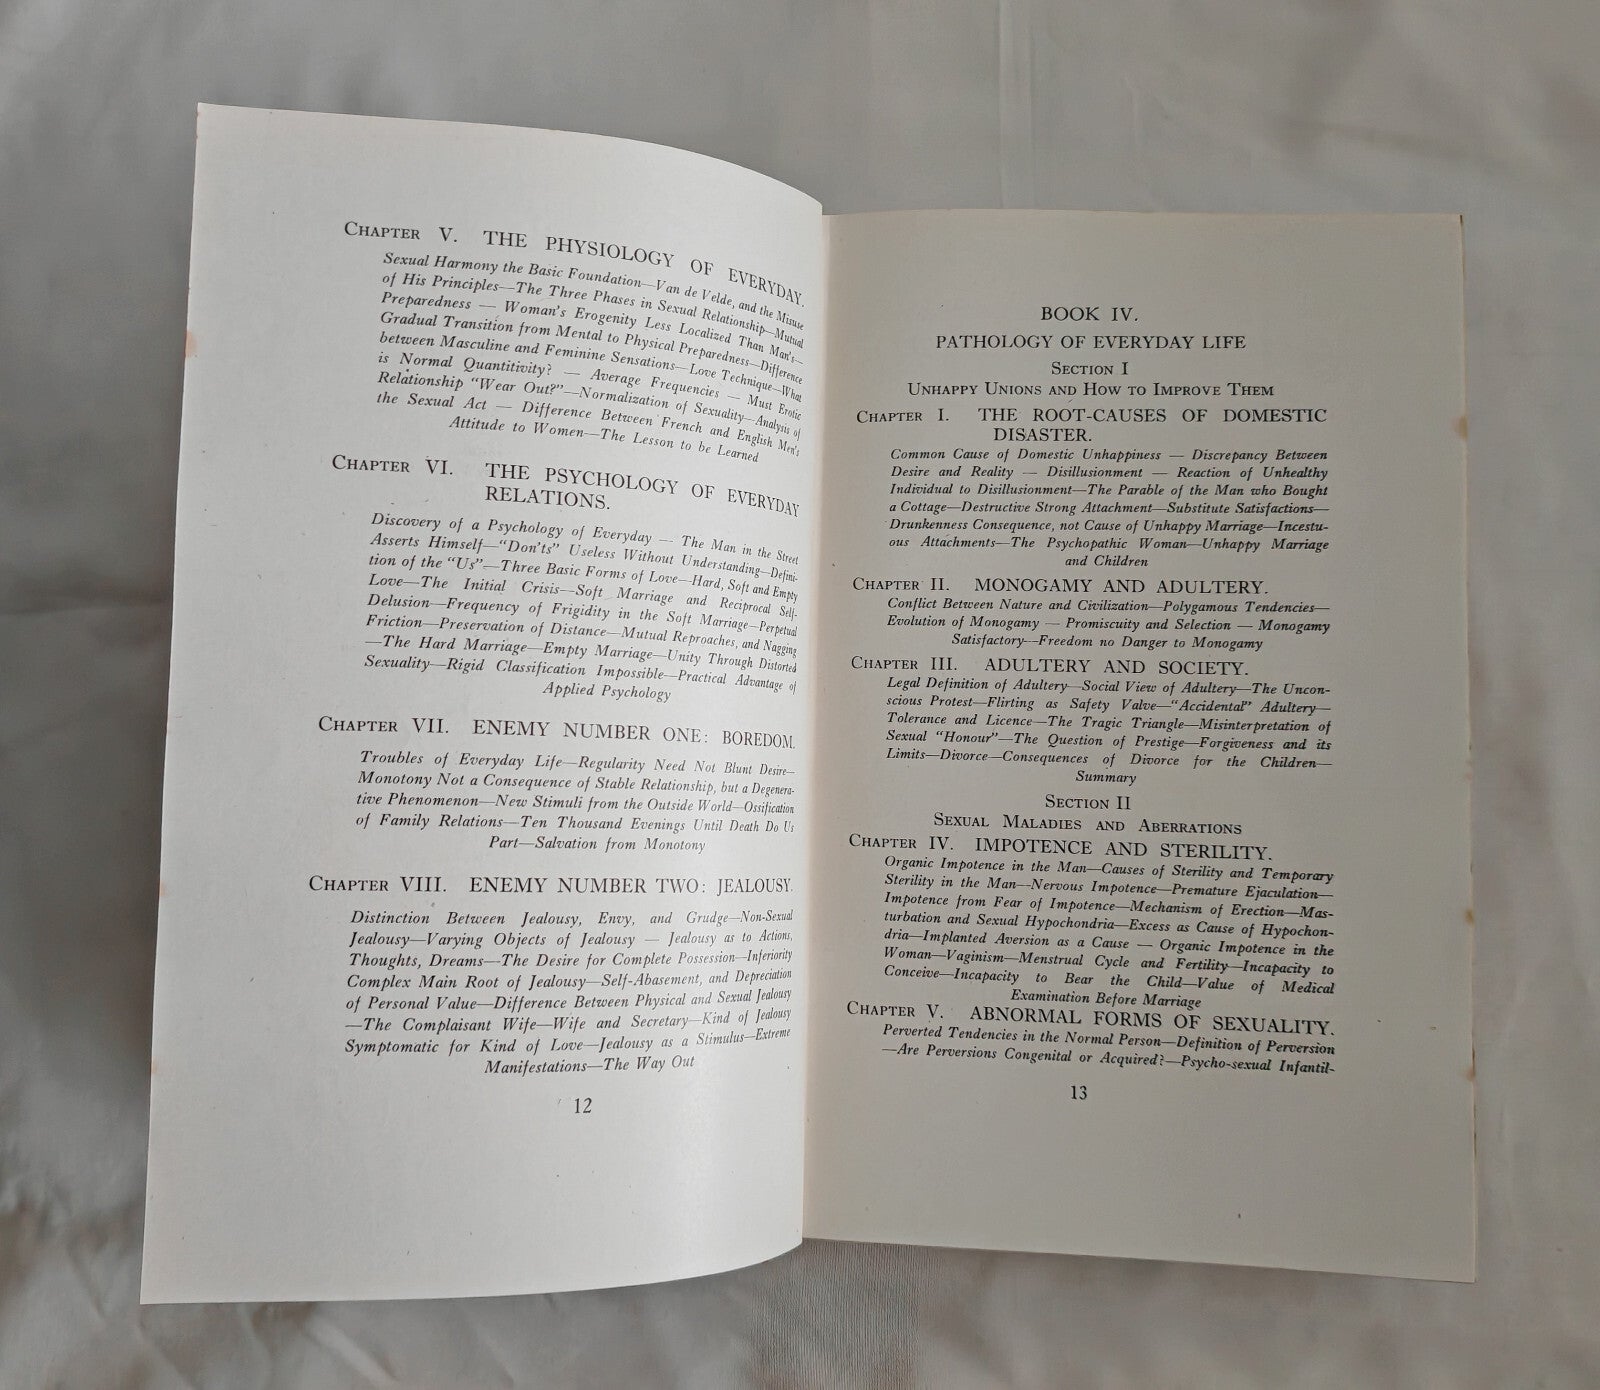 Chapter V. THE PHYSIOLOGY OF EVERYDAY.
Sexual Harmony the Basic Foundation—Van de Velde, and the Misuse
of His Principles—The Three Phases in Sexual Relationship—Mutual
Preparedness — Woman's Erogenity Less Localized Than Man's—
Gradual Transition from Mental to Physical Preparedness—Difference
between Masculine and Feminine Sensations—Love Technique—What
is Normal Quantitivity? — Average Frequencies — Must Erotic
Relationship "Wear Out?"—Normalization of Sexuality—Analysis of
the Sexual Act — Difference Between French and English Men's
Attitude to Women—The Lesson to be Learned
Chapter VI. THE PSYCHOLOGY OF EVERYDAY
RELATIONS.
Discovery of a Psychology of Everyday — The Man in the Street
Asserts Himself—"Don'ts" Useless Without Understanding—Defini-
tion of the "Us"—Three Basic Forms of Love—Hard, Soft and Empty
Love—The Initial Crisis—Soft Marriage and Reciprocal Self-
Delusion—Frequency of Frigidity in the Soft Marriage—Perpetual
Friction—Preservation of Distance—Mutual Reproaches, and Nagging
—The Hard Marriage—Empty Marriage—Unity Through Distorted
Sexuality—Rigid Classification Impossible—Practical Advantage of
Applied Psychology
Chapter VII. ENEMY NUMBER ONE: BOREDOM.
Troubles of Everyday Life—Regularity Need Not Blunt Desire—
Monotony Not a Consequence of Stable Relationship, but a Degenera-
tive Phenomenon—New Stimuli from the Outside World—Ossification
of Family Relations—Ten Thousand Evenings Until Death Do Us
Part—Salvation from Monotony
Chapter VIII. ENEMY NUMBER TWO: JEALOUSY.
Distinction Between Jealousy, Envy, and Grudge—Non-Sexual
Jealousy—Varying Objects of Jealousy — Jealousy as to Actions,
Thoughts, Dreams—The Desire for Complete Possession—Inferiority
Complex Main Root of Jealousy—Self-Abasement, and Depreciation
of Personal Value—Difference Between Physical and Sexual Jealousy
—The Complaisant Wife—Wife and Secretary—Kind of Jealousy
Symptomatic for Kind of Love—Jealousy as a Stimulus—Extreme
Manifestations—The Way Out
12
BOOK IV.
PATHOLOGY OF EVERYDAY LIFE
Section I
Unhappy Unions and How to Improve Them
Chapter I. THE ROOT-CAUSES OF DOMESTIC
DISASTER.
Common Cause of Domestic Unhappiness — Discrepancy Between
Desire and Reality — Disillusionment — Reaction of Unhealthy
Individual to Disillusionment—The Parable of the Man who Bought
a Cottage—Destructive Strong Attachment—Substitute Satisfactions—
Drunkenness Consequence, not Cause of Unhappy Marriage—Incestu-
ous Attachments—The Psychopathic Woman—Unhappy Marriage
and Children
Chapter II. MONOGAMY AND ADULTERY.
Conflict Between Nature and Civilization—Polygamous Tendencies—
Evolution of Monogamy — Promiscuity and Selection — Monogamy
Satisfactory—Freedom no Danger to Monogamy
Chapter III. ADULTERY AND SOCIETY.
Legal Definition of Adultery—Social View of Adultery—The Uncon-
scious Protest—Flirting as Safety Valve—"Accidental" Adultery—
Tolerance and Licence—The Tragic Triangle—Misinterpretation of
Sexual "Honour"—The Question of Prestige—Forgiveness and its
Limits—Divorce—Consequences of Divorce for the Children—
Summary
Section II
Sexual Maladies and Aberrations
Chapter IV. IMPOTENCE AND STERILITY.
Organic Impotence in the Man—Causes of Sterility and Temporary
Sterility in the Man—Nervous Impotence—Premature Ejaculation—
Impotence from Fear of Impotence—Mechanism of Erection—Mas-
turbation and Sexual Hypochondria—Excess as Cause of Hypochon-
dria—Implanted Aversion as a Cause — Organic Impotence in the
Woman—Vaginism—Menstrual Cycle and Fertility—Incapacity to
Conceive—Incapacity to Bear the Child—Value of Medical
Examination Before Marriage
Chapter V. ABNORMAL FORMS OF SEXUALITY.
Perverted Tendencies in the Normal Person—Definition of Perversion
—Are Perversions Congenital or Acquired?—Psycho-sexual Infantil-
13